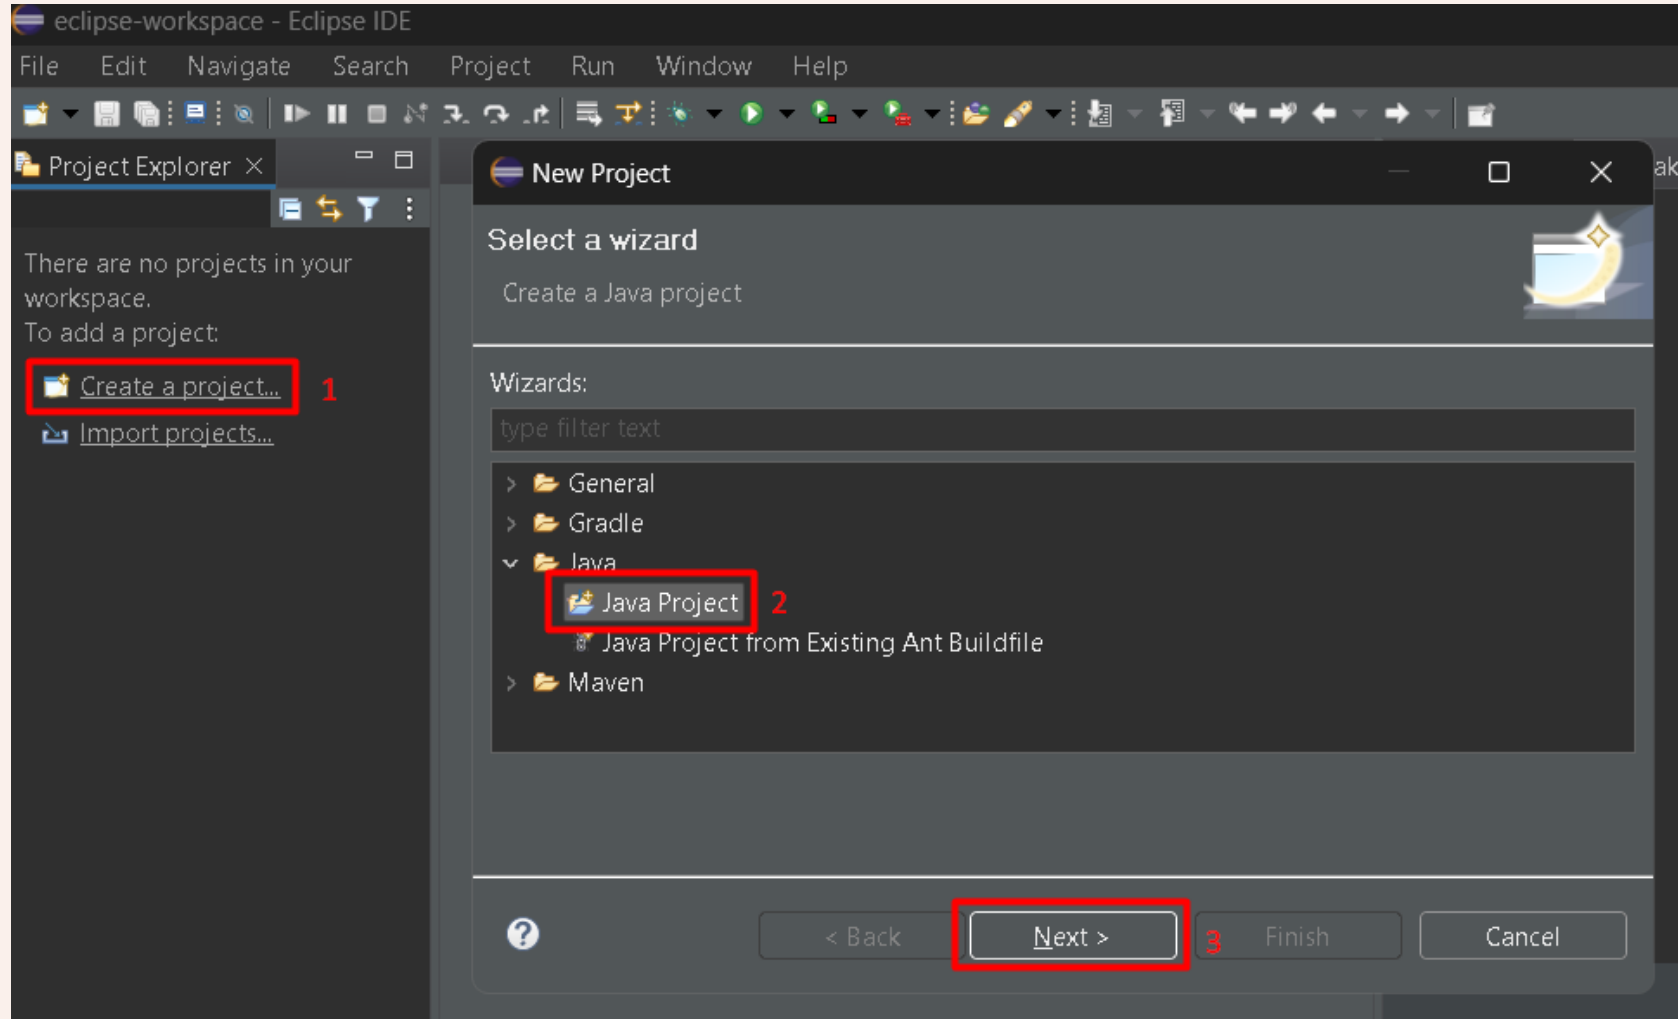 eclipse-workspace - Eclipse IDE
File Edit Navigate Search Project Run Window Help
Project Explorer
There are no projects in your
workspace.
To add a project:
Create a project... 1
Import projects...
New Project
Select a wizard
Create a Java project
Wizards:
type filter text
General
Gradle
Java
Java Project 2
Java Project from Existing Ant Buildfile
Maven
? < Back Next > 3 Finish Cancel